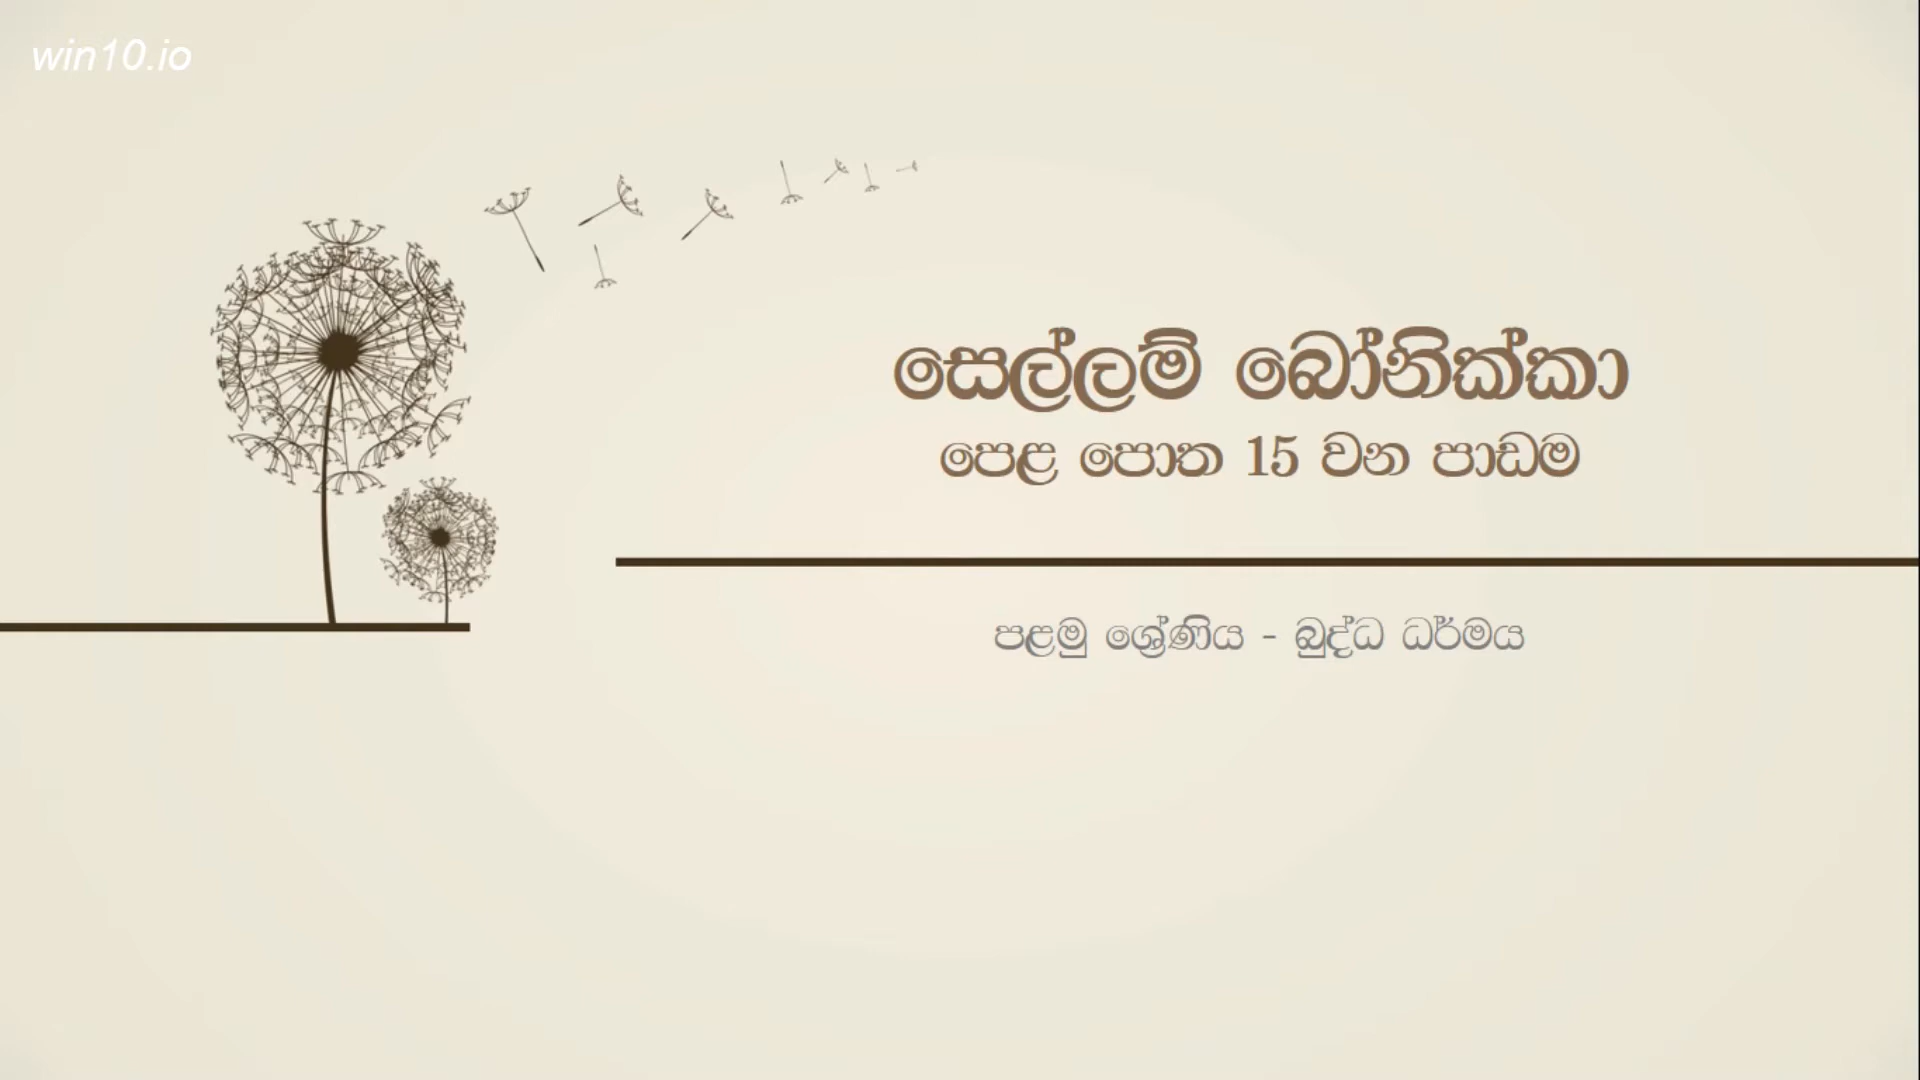 win10.io
සෙල්ලම් බෝනික්කා
පෙළ පොත 15 වන පාඩම
පළමු ශ්‍රේණිය - බුද්ධ ධර්මය